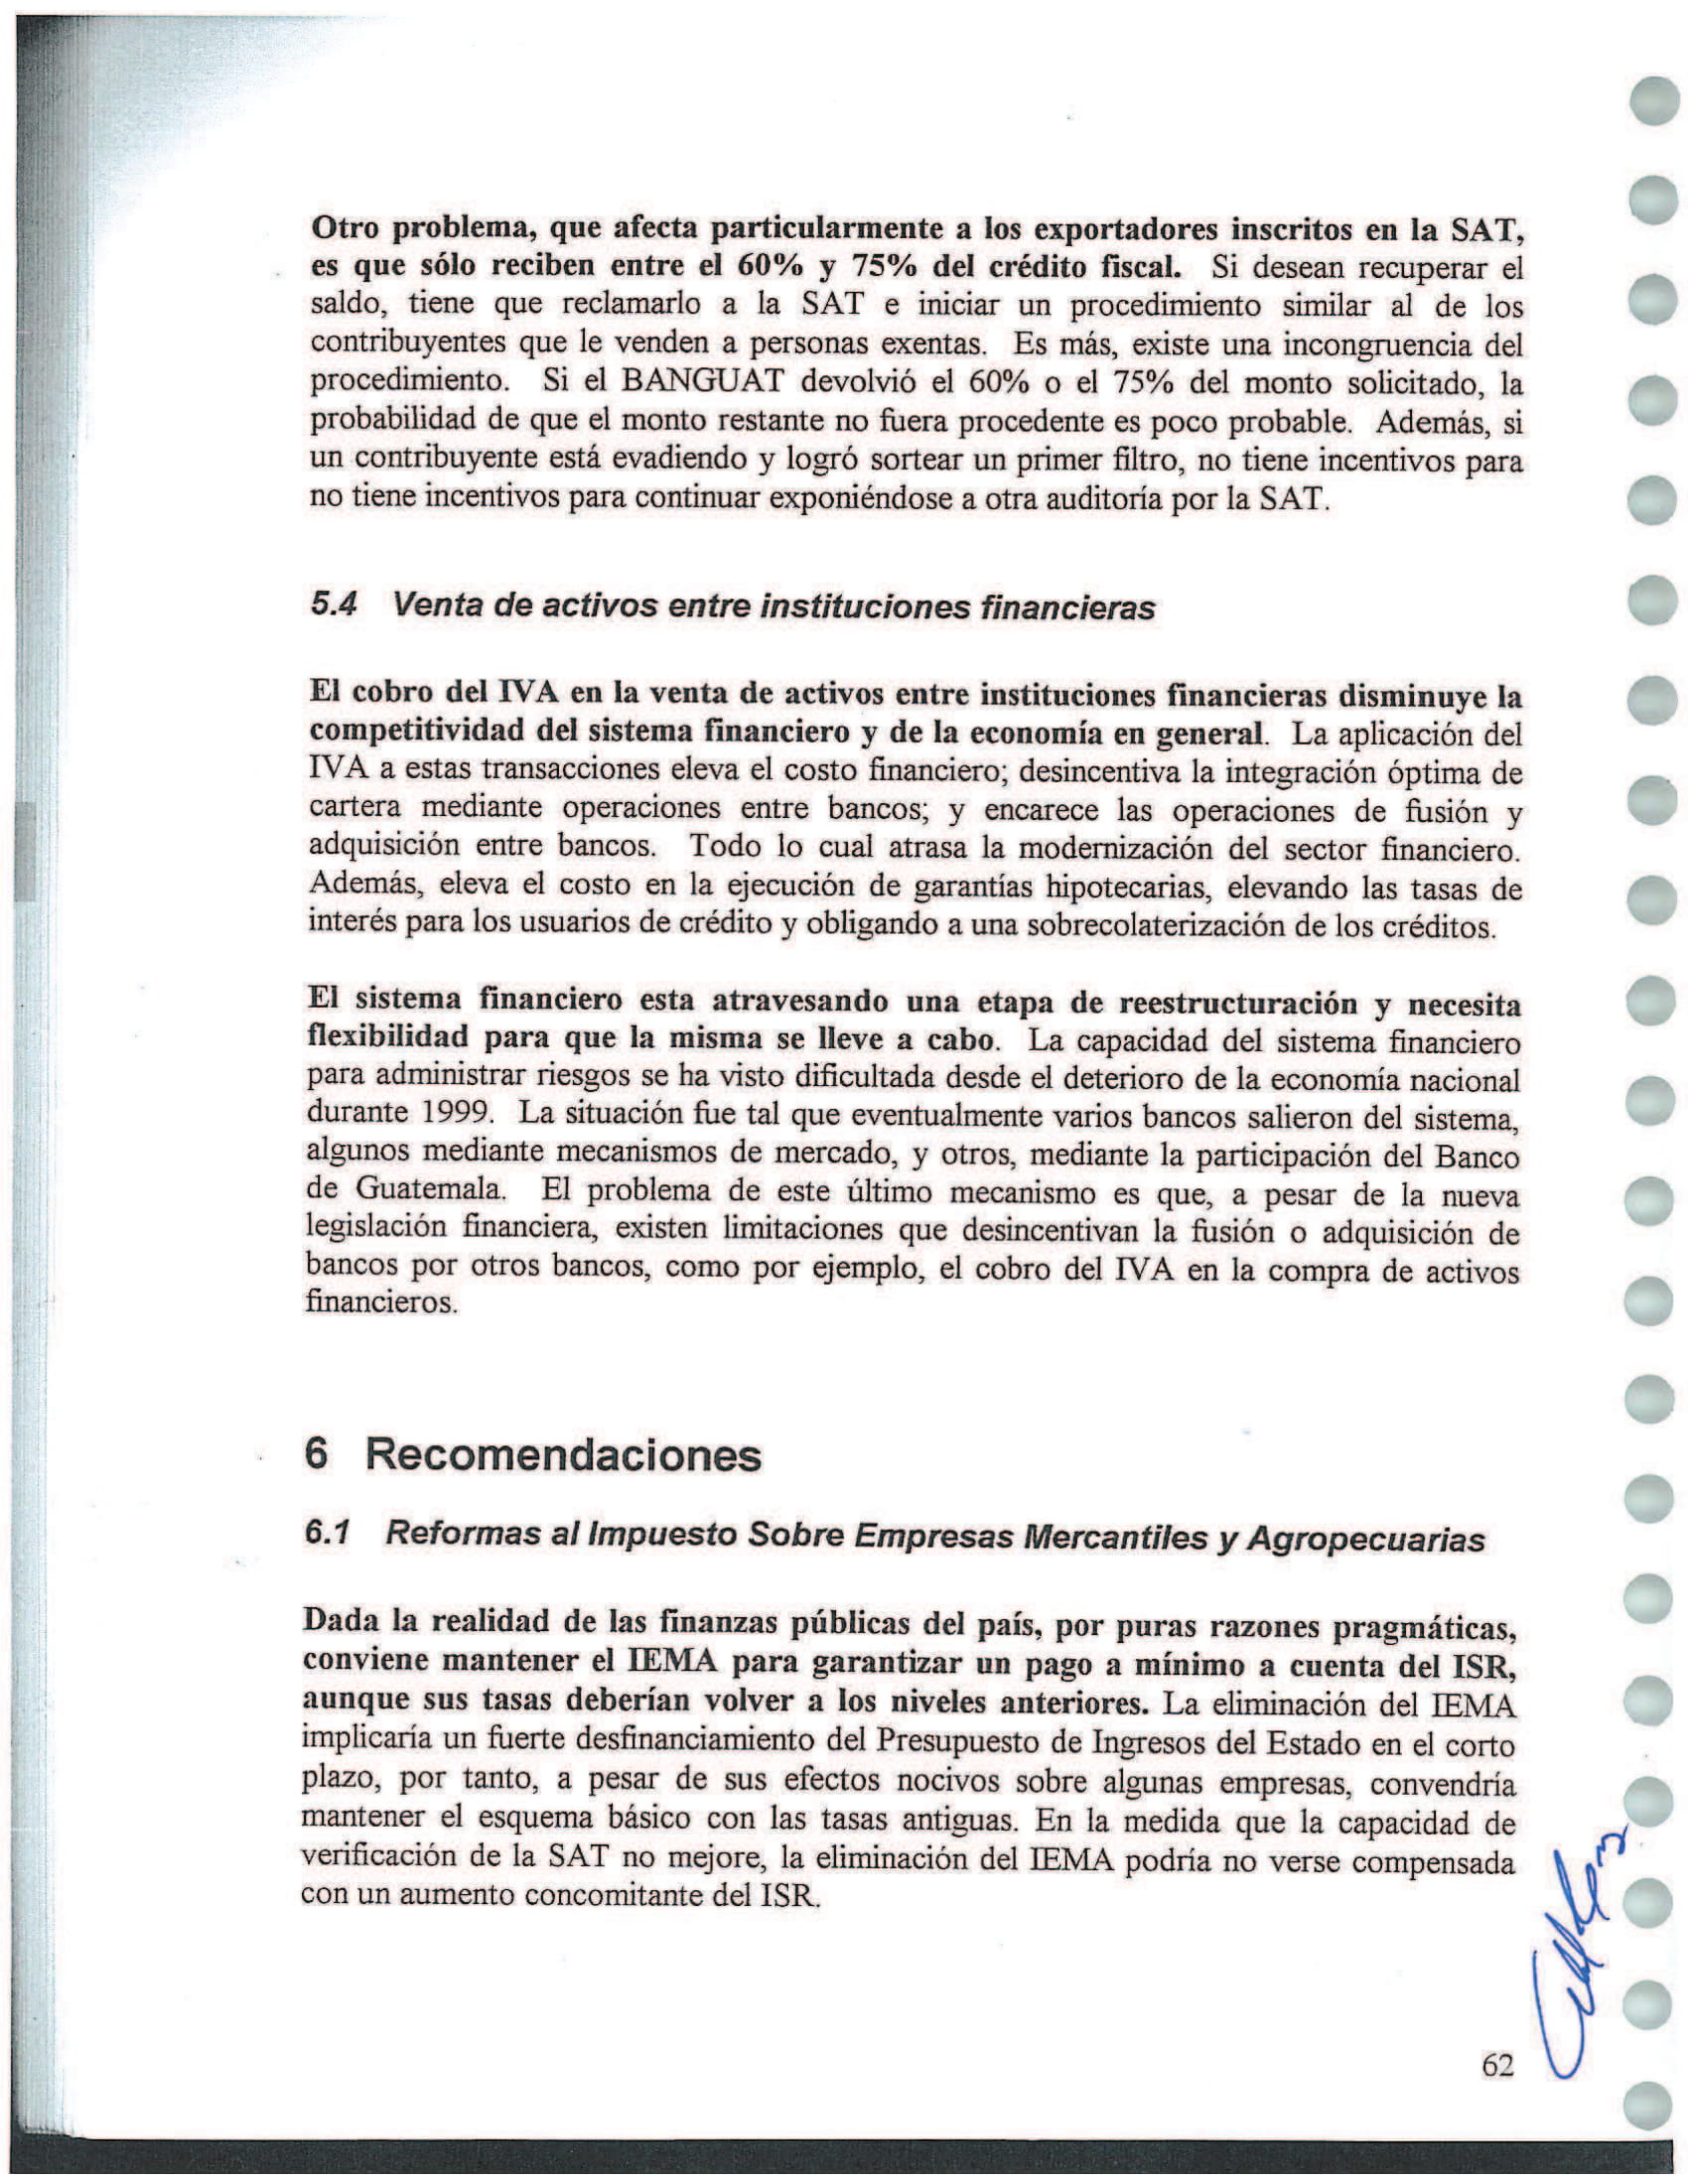 Otro problema, que afecta particularmente a los exportadores inscritos en la SAT,
es que sólo reciben entre el 60% y 75% del crédito fiscal. Si desean recuperar el
saldo, tiene que reclamarlo a la SAT e iniciar un procedimiento similar al de los
contribuyentes que le venden a personas exentas. Es más, existe una incongruencia del
procedimiento. Si el BANGUAT devolvió el 60% o el 75% del monto solicitado, la
probabilidad de que el monto restante no fuera procedente es poco probable. Además, si
un contribuyente está evadiendo y logró sortear un primer filtro, no tiene incentivos para
no tiene incentivos para continuar exponiéndose a otra auditoría por la SAT.
5.4 Venta de activos entre instituciones financieras
El cobro del IVA en la venta de activos entre instituciones financieras disminuye la
competitividad del sistema financiero y de la economía en general. La aplicación del
IVA a estas transacciones eleva el costo financiero; desincentiva la integración óptima de
cartera mediante operaciones entre bancos; y encarece las operaciones de fusión y
adquisición entre bancos. Todo lo cual atrasa la modernización del sector financiero.
Además, eleva el costo en la ejecución de garantías hipotecarias, elevando las tasas de
interés para los usuarios de crédito y obligando a una sobrecolaterización de los créditos.
El sistema financiero esta atravesando una etapa de reestructuración y necesita
flexibilidad para que la misma se lleve a cabo. La capacidad del sistema financiero
para administrar riesgos se ha visto dificultada desde el deterioro de la economía nacional
durante 1999. La situación fue tal que eventualmente varios bancos salieron del sistema,
algunos mediante mecanismos de mercado, y otros, mediante la participación del Banco
de Guatemala. El problema de este último mecanismo es que, a pesar de la nueva
legislación financiera, existen limitaciones que desincentivan la fusión o adquisición de
bancos por otros bancos, como por ejemplo, el cobro del IVA en la compra de activos
financieros.
6 Recomendaciones
6.1 Reformas al Impuesto Sobre Empresas Mercantiles y Agropecuarias
Dada la realidad de las finanzas públicas del país, por puras razones pragmáticas,
conviene mantener el IEMA para garantizar un pago a mínimo a cuenta del ISR,
aunque sus tasas deberían volver a los niveles anteriores. La eliminación del IEMA
implicaría un fuerte desfinanciamiento del Presupuesto de Ingresos del Estado en el corto
plazo, por tanto, a pesar de sus efectos nocivos sobre algunas empresas, convendría
mantener el esquema básico con las tasas antiguas. En la medida que la capacidad de
verificación de la SAT no mejore, la eliminación del IEMA podría no verse compensada
con un aumento concomitante del ISR.
62